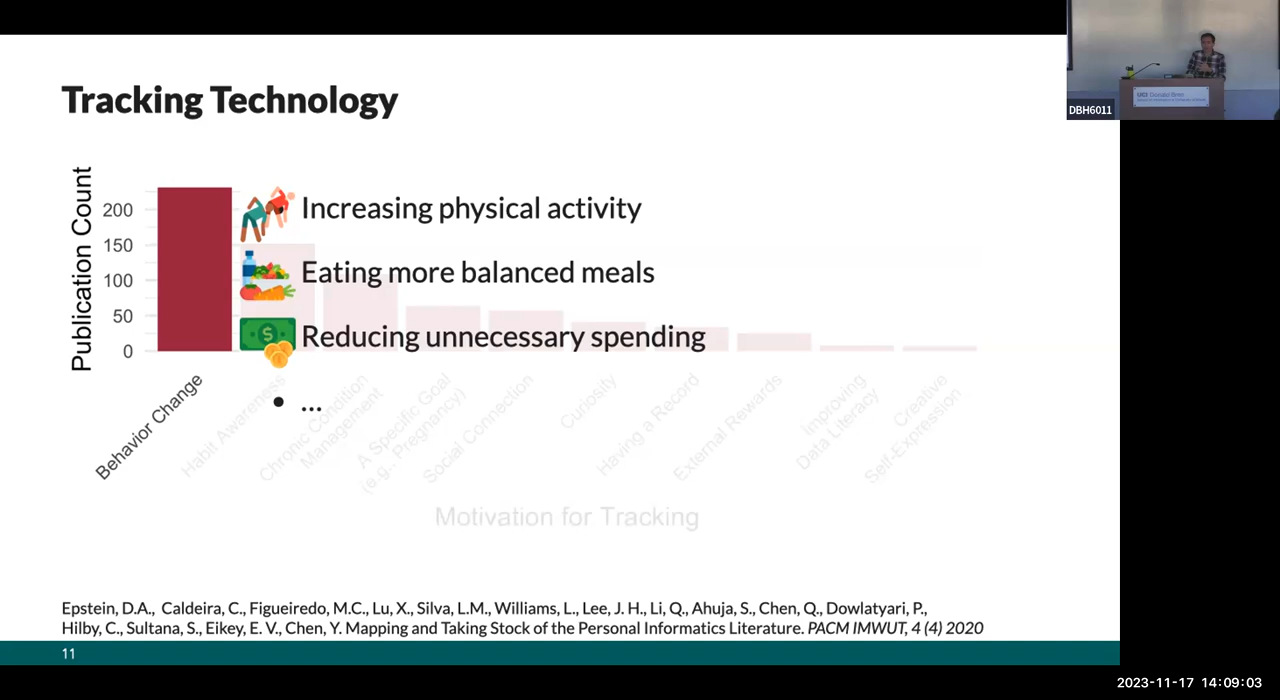 Tracking Technology
Publication Count
200
150
100
50
0
Increasing physical activity
Eating more balanced meals
Reducing unnecessary spending
• ...
Behavior Change
Habit Awareness
Chronic Condition
Management
A Specific Goal
(e.g., Pregnancy)
Social Connection
Curiosity
Having a Record
External Rewards
Improving
Data Literacy
Creative
Self-Expression
Motivation for Tracking
Epstein, D.A., Caldeira, C., Figueiredo, M.C., Lu, X., Silva, L.M., Williams, L., Lee, J. H., Li, Q., Ahuja, S., Chen, Q., Dowlatyari, P.,
Hilby, C., Sultana, S., Eikey, E. V., Chen, Y. Mapping and Taking Stock of the Personal Informatics Literature. PACM IMWUT, 4 (4) 2020
11
UCI Donald Bren
DBH6011
2023-11-17 14:09:03